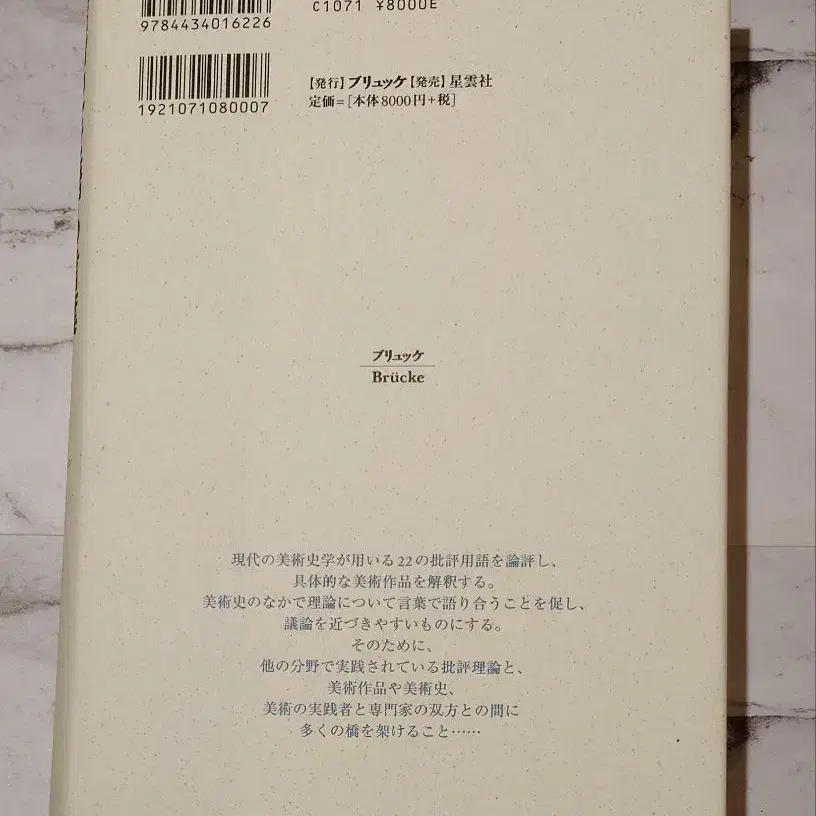 9784434016226
C1071 ¥8000E
1921071080007
【発行】ブリュッケ【発売】星雲社
定価=[本体8000円+税]
ブリュッケ
Brücke
現代の美術史学が用いる22の批評用語を論評し、
具体的な美術作品を解釈する。
美術史のなかで理論について言葉で語り合うことを促し、
議論を近づきやすいものにする。
そのために、
他の分野で実践されている批評理論と、
美術作品や美術史、
美術の実践者と専門家の双方との間に
多くの橋を架けること……